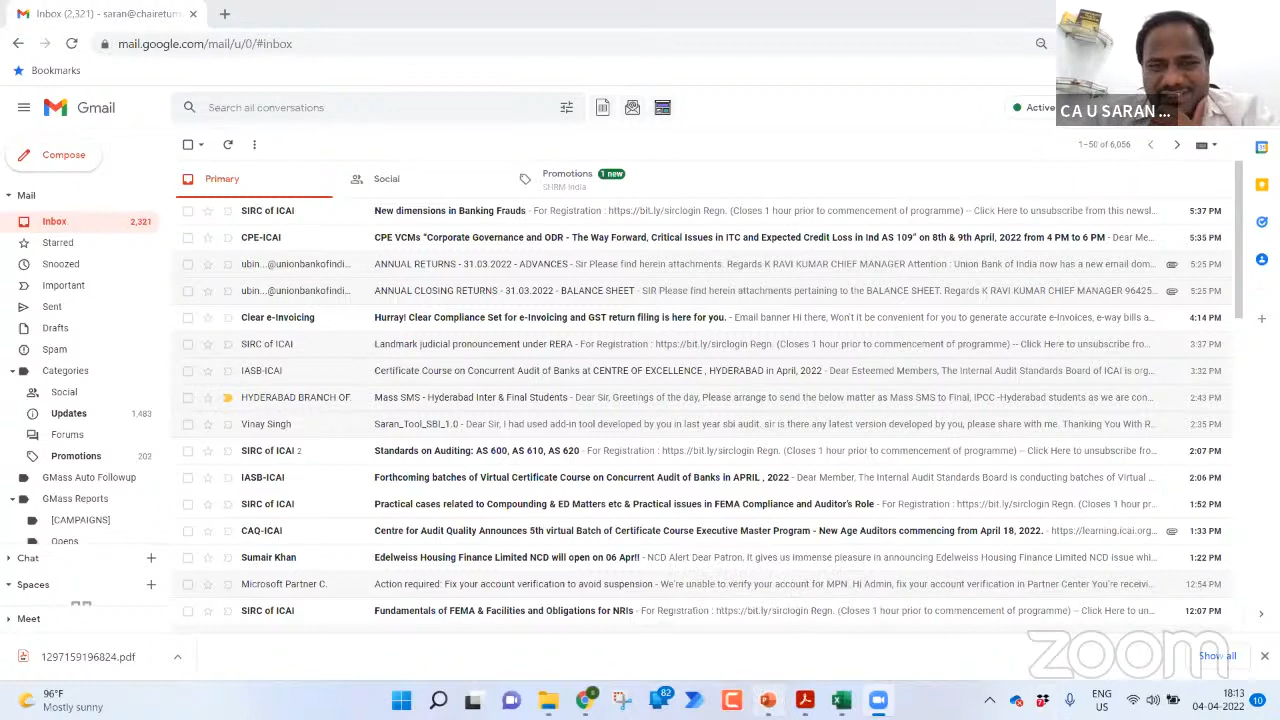 Inbox (2,321) - saran@chairetur
mail.google.com/mail/u/0/#inbox
Bookmarks
CA U SARAN ...
Gmail
Search all conversations
Active
Compose
1–50 of 6,056
Mail
Primary
Social
Promotions 1 new
SHRM India
Inbox 2,321
SIRC of ICAI New dimensions in Banking Frauds - For Registration : https://bit.ly/sirclogin Regn. (Closes 1 hour prior to commencement of programme) -- Click Here to unsubscribe from this newsl... 5:37 PM
Starred
CPE-ICAI CPE VCMs “Corporate Governance and ODR - The Way Forward, Critical Issues in ITC and Expected Credit Loss in Ind AS 109” on 8th & 9th April, 2022 from 4 PM to 6 PM - Dear Me... 5:35 PM
Snoozed
ubin...@unionbankofindi... ANNUAL RETURNS - 31.03.2022 - ADVANCES - Sir Please find herein attachments. Regards K RAVI KUMAR CHIEF MANAGER Attention : Union Bank of India now has a new email dom... 5:25 PM
Important
ubin...@unionbankofindi... ANNUAL CLOSING RETURNS - 31.03.2022 - BALANCE SHEET - SIR Please find herein attachments pertaining to the BALANCE SHEET. Regards K RAVI KUMAR CHIEF MANAGER 96425... 5:25 PM
Sent
Clear e-Invoicing Hurray! Clear Compliance Set for e-Invoicing and GST return filing is here for you. - Email banner Hi there, Won't it be convenient for you to generate accurate e-Invoices, e-way bills a... 4:14 PM
Drafts
SIRC of ICAI Landmark judicial pronouncement under RERA - For Registration : https://bit.ly/sirclogin Regn. (Closes 1 hour prior to commencement of programme) -- Click Here to unsubscribe fro... 3:37 PM
Spam
Categories
IASB-ICAI Certificate Course on Concurrent Audit of Banks at CENTRE OF EXCELLENCE , HYDERABAD in April, 2022 - Dear Esteemed Members, The Internal Audit Standards Board of ICAI is org... 3:32 PM
Social
HYDERABAD BRANCH OF. Mass SMS - Hyderabad Inter & Final Students - Dear Sir, Greetings of the day, Please arrange to send the below matter as Mass SMS to Final, IPCC -Hyderabad students as we are con... 2:43 PM
Updates 1,483
Vinay Singh Saran_Tool_SBI_1.0 - Dear Sir, I had used add-in tool developed by you in last year sbi audit. sir is there any latest version developed by you, please share with me. Thanking You With R... 2:35 PM
Forums
SIRC of ICAI 2 Standards on Auditing: AS 600, AS 610, AS 620 - For Registration : https://bit.ly/sirclogin Regn. (Closes 1 hour prior to commencement of programme) -- Click Here to unsubscribe fro... 2:07 PM
Promotions 202
GMass Auto Followup
IASB-ICAI Forthcoming batches of Virtual Certificate Course on Concurrent Audit of Banks in APRIL , 2022 - Dear Member, The Internal Audit Standards Board is conducting batches of Virtual ... 2:06 PM
GMass Reports
SIRC of ICAI Practical cases related to Compounding & ED Matters etc & Practical issues in FEMA Compliance and Auditor's Role - For Registration : https://bit.ly/sirclogin Regn. (Closes 1 hour pr... 1:52 PM
[CAMPAIGNS]
CAQ-ICAI Centre for Audit Quality Announces 5th virtual Batch of Certificate Course Executive Master Program - New Age Auditors commencing from April 18, 2022. - https://learning.icai.org... 1:33 PM
Opens
Chat
Sumair Khan Edelweiss Housing Finance Limited NCD will open on 06 Apr!! - NCD Alert Dear Patron, It gives us immense pleasure in announcing Edelweiss Housing Finance Limited NCD issue whi... 1:22 PM
Spaces
Microsoft Partner C. Action required: Fix your account verification to avoid suspension - We're unable to verify your account for MPN. Hi Admin, fix your account verification in Partner Center You're receivi... 12:54 PM
SIRC of ICAI Fundamentals of FEMA & Facilities and Obligations for NRIs - For Registration : https://bit.ly/sirclogin Regn. (Closes 1 hour prior to commencement of programme) -- Click Here to un... 12:07 PM
Meet
1297159196824.pdf
zoom
Show all
96°F
Mostly sunny
82
ENG
US
18:13
04-04-2022
10